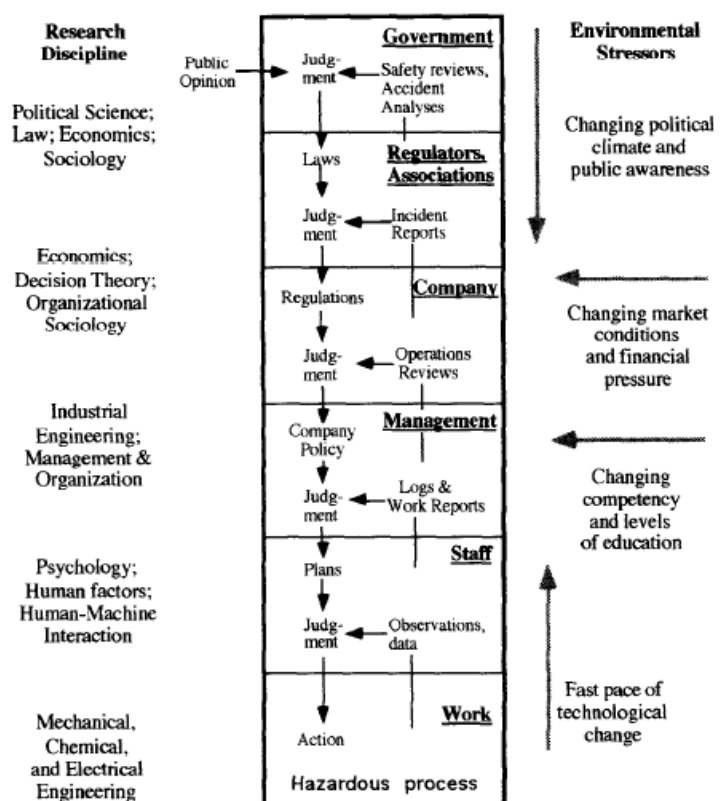 Research
Discipline
Political Science;
Law; Economics;
Sociology
Economics;
Decision Theory;
Organizational
Sociology
Industrial
Engineering;
Management &
Organization
Psychology;
Human factors;
Human-Machine
Interaction
Mechanical,
Chemical,
and Electrical
Engineering
Public
Opinion
Government
Judg-
ment
Safety reviews,
Accident
Analyses
Regulators,
Associations
Laws
Judg-
ment
Incident
Reports
Company
Regulations
Judg-
ment
Operations
Reviews
Management
Company
Policy
Judg-
ment
Logs &
Work Reports
Staff
Plans
Judg-
ment
Observations,
data
Work
Action
Hazardous process
Environmental
Stressors
Changing political
climate and
public awareness
Changing market
conditions
and financial
pressure
Changing
competency
and levels
of education
Fast pace of
technological
change